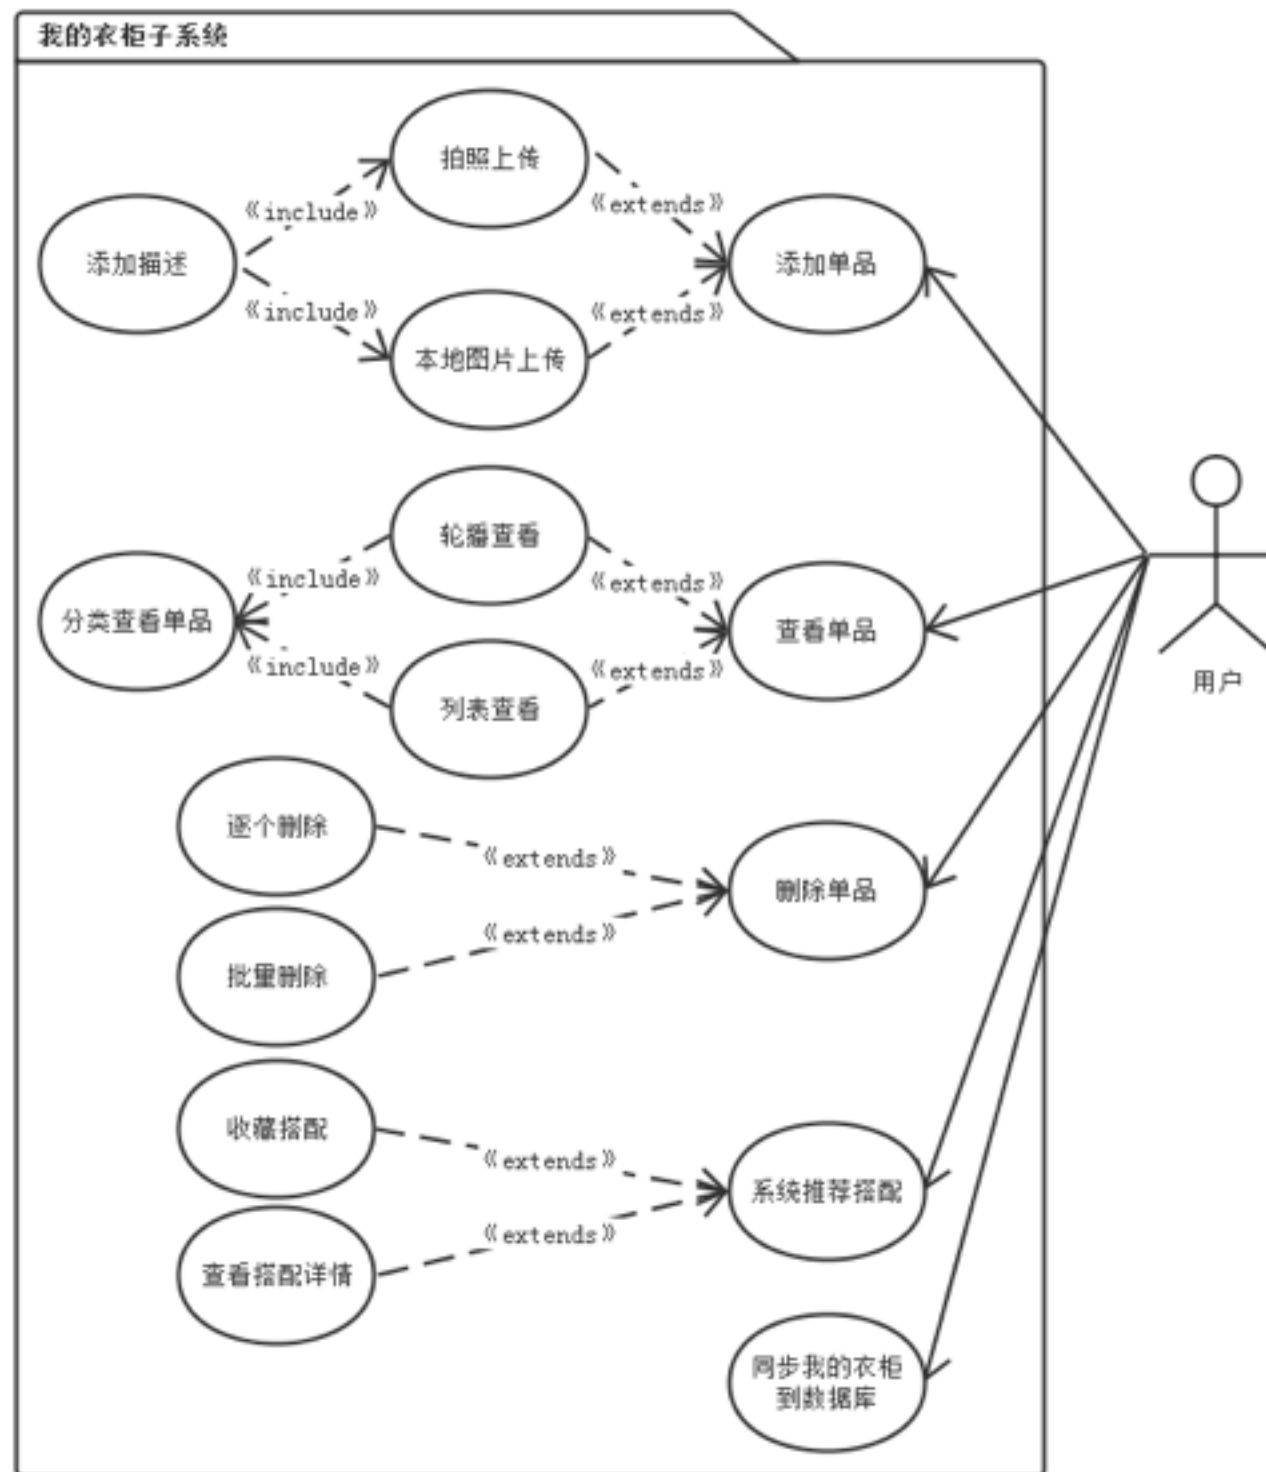 我的衣柜子系统
拍照上传
《include》
《extends》
添加描述
添加单品
《include》
《extends》
本地图片上传
轮播查看
《include》
《extends》
分类查看单品
查看单品
《include》
《extends》
列表查看
用户
逐个删除
《extends》
删除单品
《extends》
批量删除
收藏搭配
《extends》
系统推荐搭配
《extends》
查看搭配详情
同步我的衣柜
到数据库